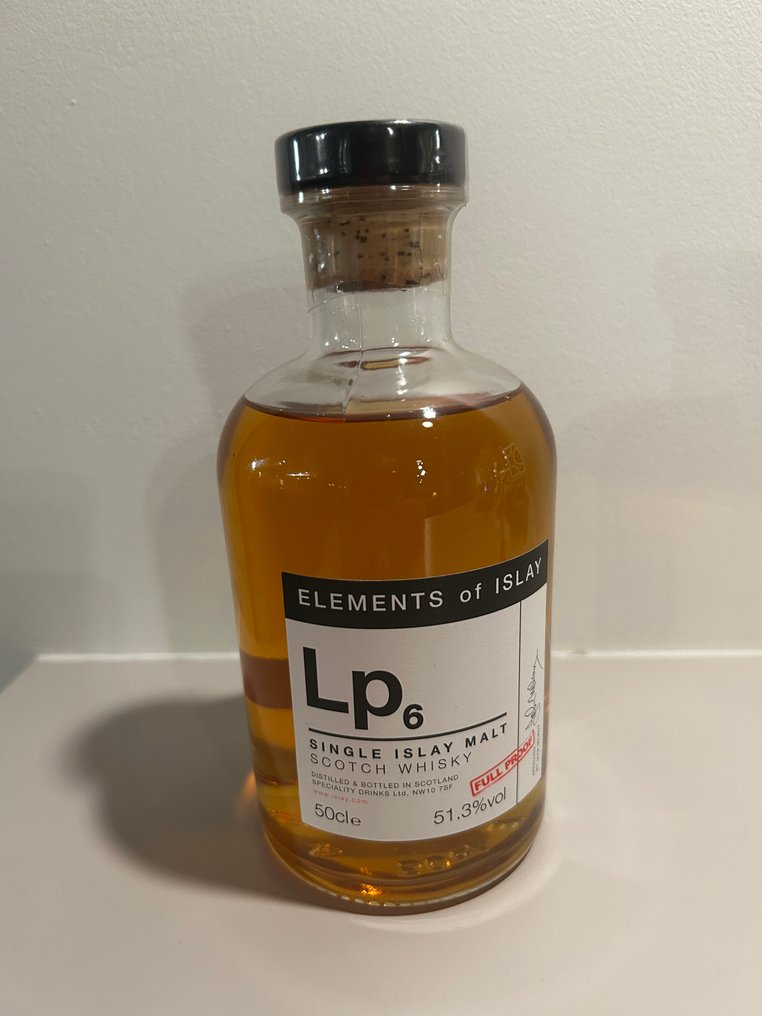 ELEMENTS of ISLAY
Lp6
SINGLE ISLAY MALT
SCOTCH WHISKY
DISTILLED & BOTTLED IN SCOTLAND
SPECIALITY DRINKS Ltd. NW10 7SF
www.islay.com
FULL PROOF
50cl e
51.3%vol